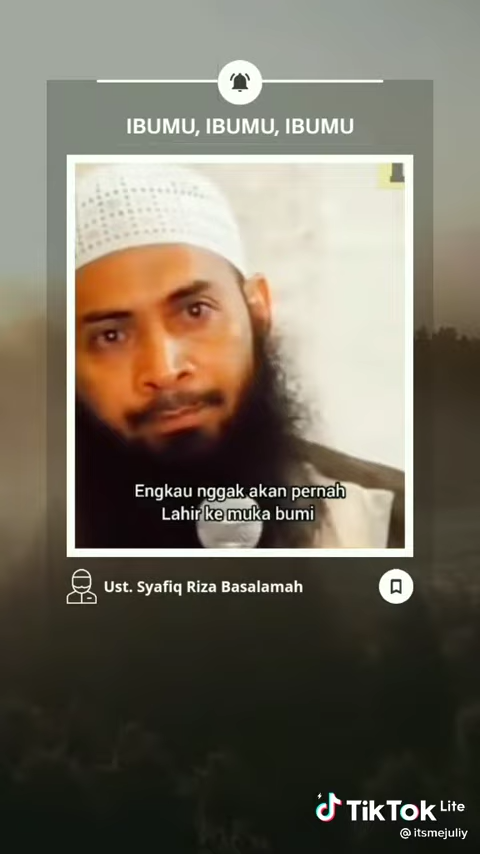 IBUMU, IBUMU, IBUMU
Engkau nggak akan pernah
Lahir ke muka bumi
Ust. Syafiq Riza Basalamah
TikTok Lite
@itsmejuliy